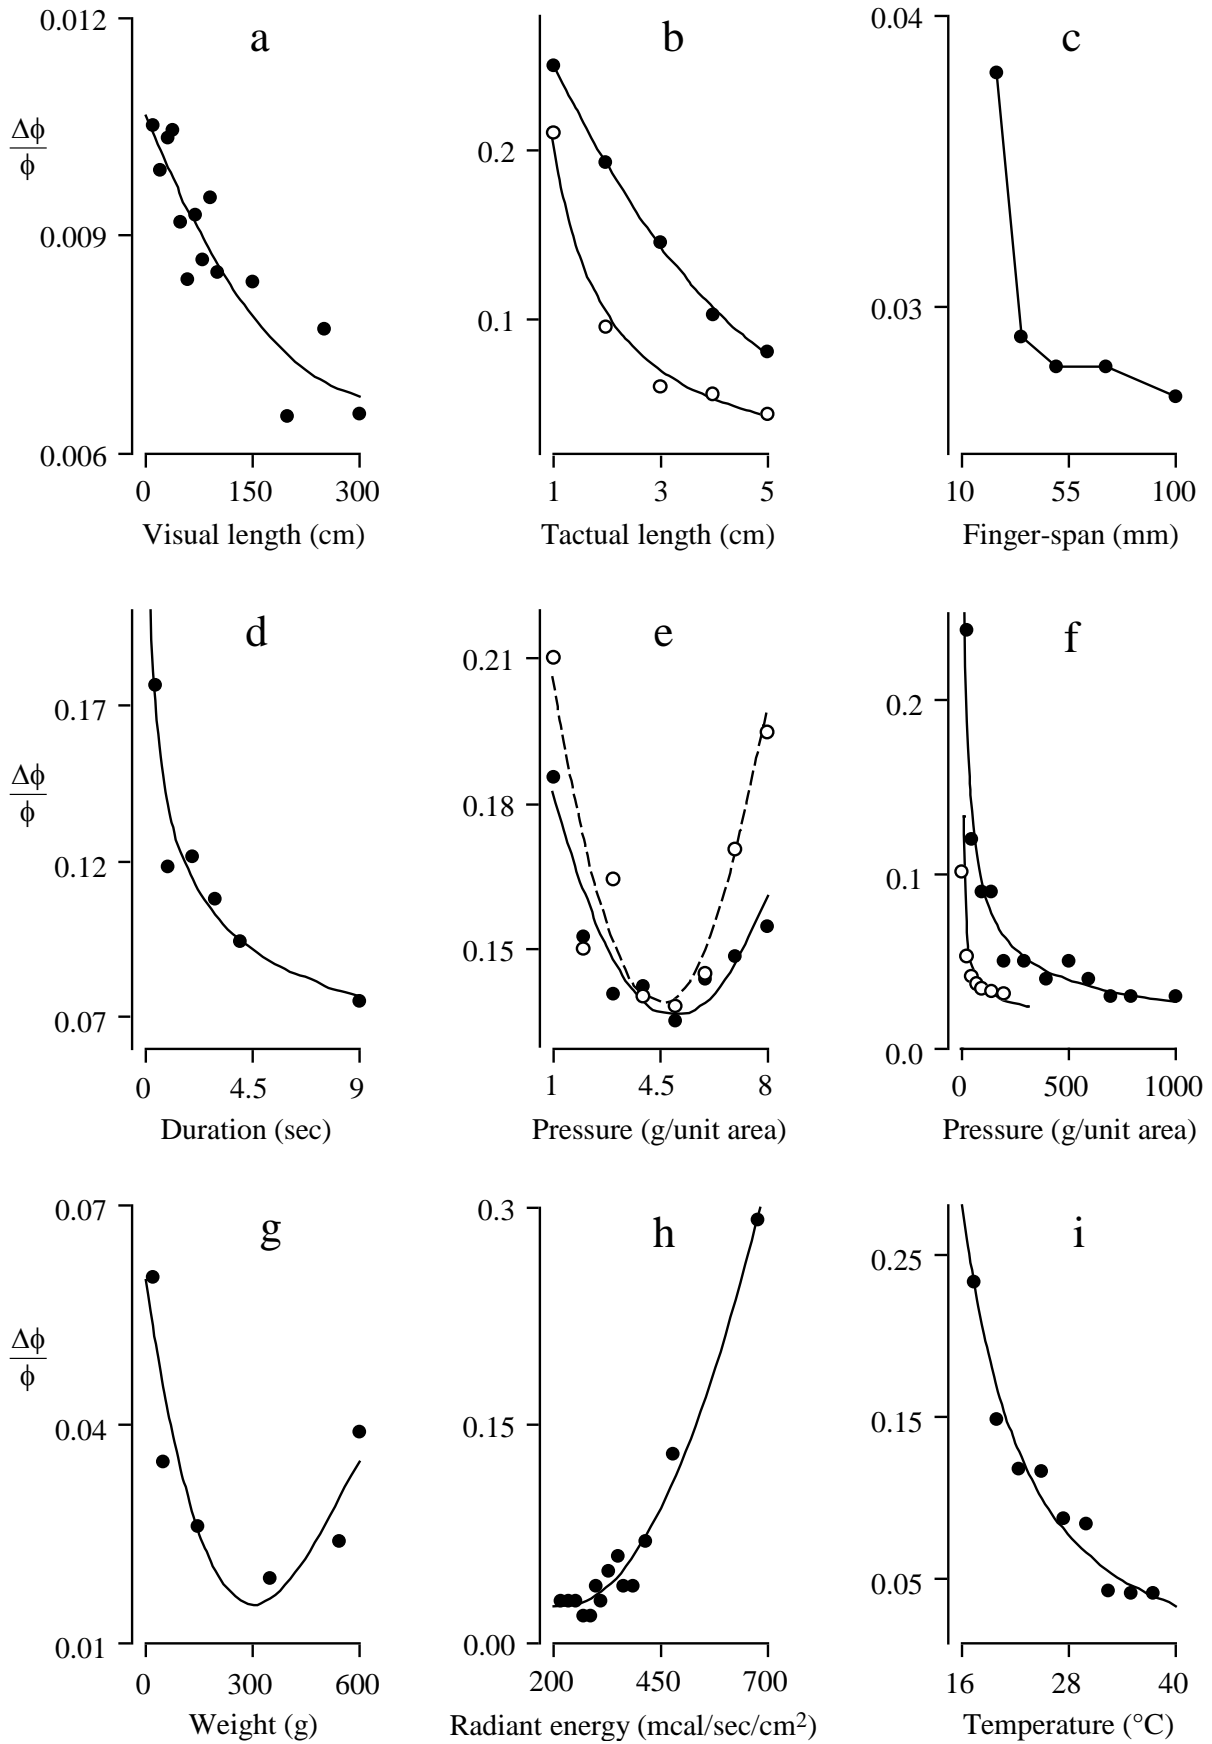 0.012
a
b
c
0.04
Δϕ
ϕ
0.2
0.009
0.1
0.03
0.006
0 150 300
1 3 5
10 55 100
Visual length (cm)
Tactual length (cm)
Finger-span (mm)
d
e
f
0.21
0.17
0.2
Δϕ
ϕ
0.18
0.12
0.1
0.15
0.07
0.0
0 4.5 9
1 4.5 8
0 500 1000
Duration (sec)
Pressure (g/unit area)
Pressure (g/unit area)
0.07
g
0.3
h
i
0.25
Δϕ
ϕ
0.04
0.15
0.15
0.05
0.01
0.00
0 300 600
200 450 700
16 28 40
Weight (g)
Radiant energy (mcal/sec/cm²)
Temperature (°C)